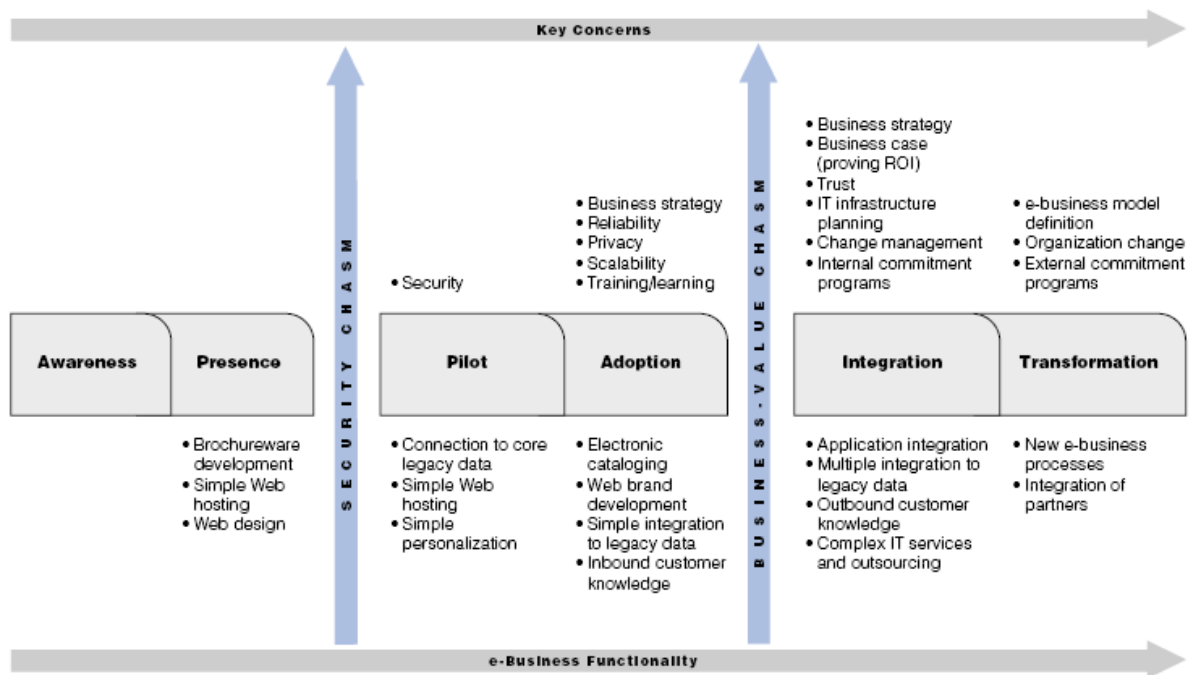 Key Concerns
• Business strategy
• Reliability
• Privacy
• Scalability
• Training/learning
• Business strategy
• Business case
(proving ROI)
• Trust
• IT infrastructure
planning
• Change management
• Internal commitment
programs
• e-business model
definition
• Organization change
• External commitment
programs
• Security
SECURITY CHASM
BUSINESS-VALUE CHASM
Awareness
Presence
Pilot
Adoption
Integration
Transformation
• Brochureware
development
• Simple Web
hosting
• Web design
• Connection to core
legacy data
• Simple Web
hosting
• Simple
personalization
• Electronic
cataloging
• Web brand
development
• Simple integration
to legacy data
• Inbound customer
knowledge
• Application integration
• Multiple integration to
legacy data
• Outbound customer
knowledge
• Complex IT services
and outsourcing
• New e-business
processes
• Integration of
partners
e-Business Functionality